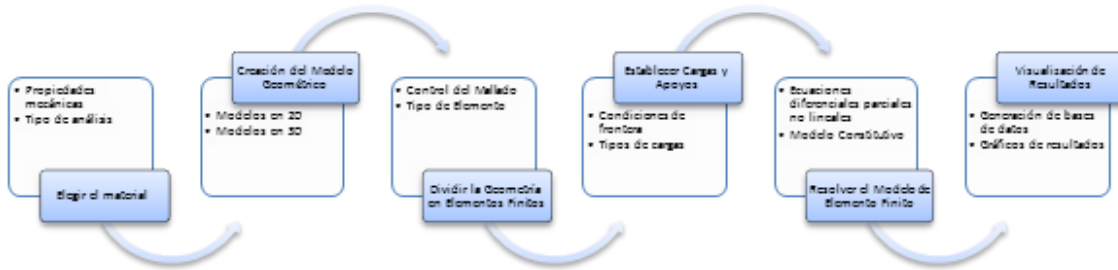 • Propiedades
mecánicas
• Tipo de análisis
Elegir el material
Creación del Modelo
Geométrico
• Modelos en 2D
• Modelos en 3D
• Control del Mallado
• Tipo de Elemento
Dividir la Geometría
en Elementos Finitos
Establecer Cargas y
Apoyos
• Condiciones de
frontera
• Tipos de cargas
• Ecuaciones
diferenciales parciales
no lineales
• Modelo Constitutivo
Resolver el Modelo de
Elemento Finito
Visualización de
Resultados
• Generación de bases
de datos
• Gráficos de resultados